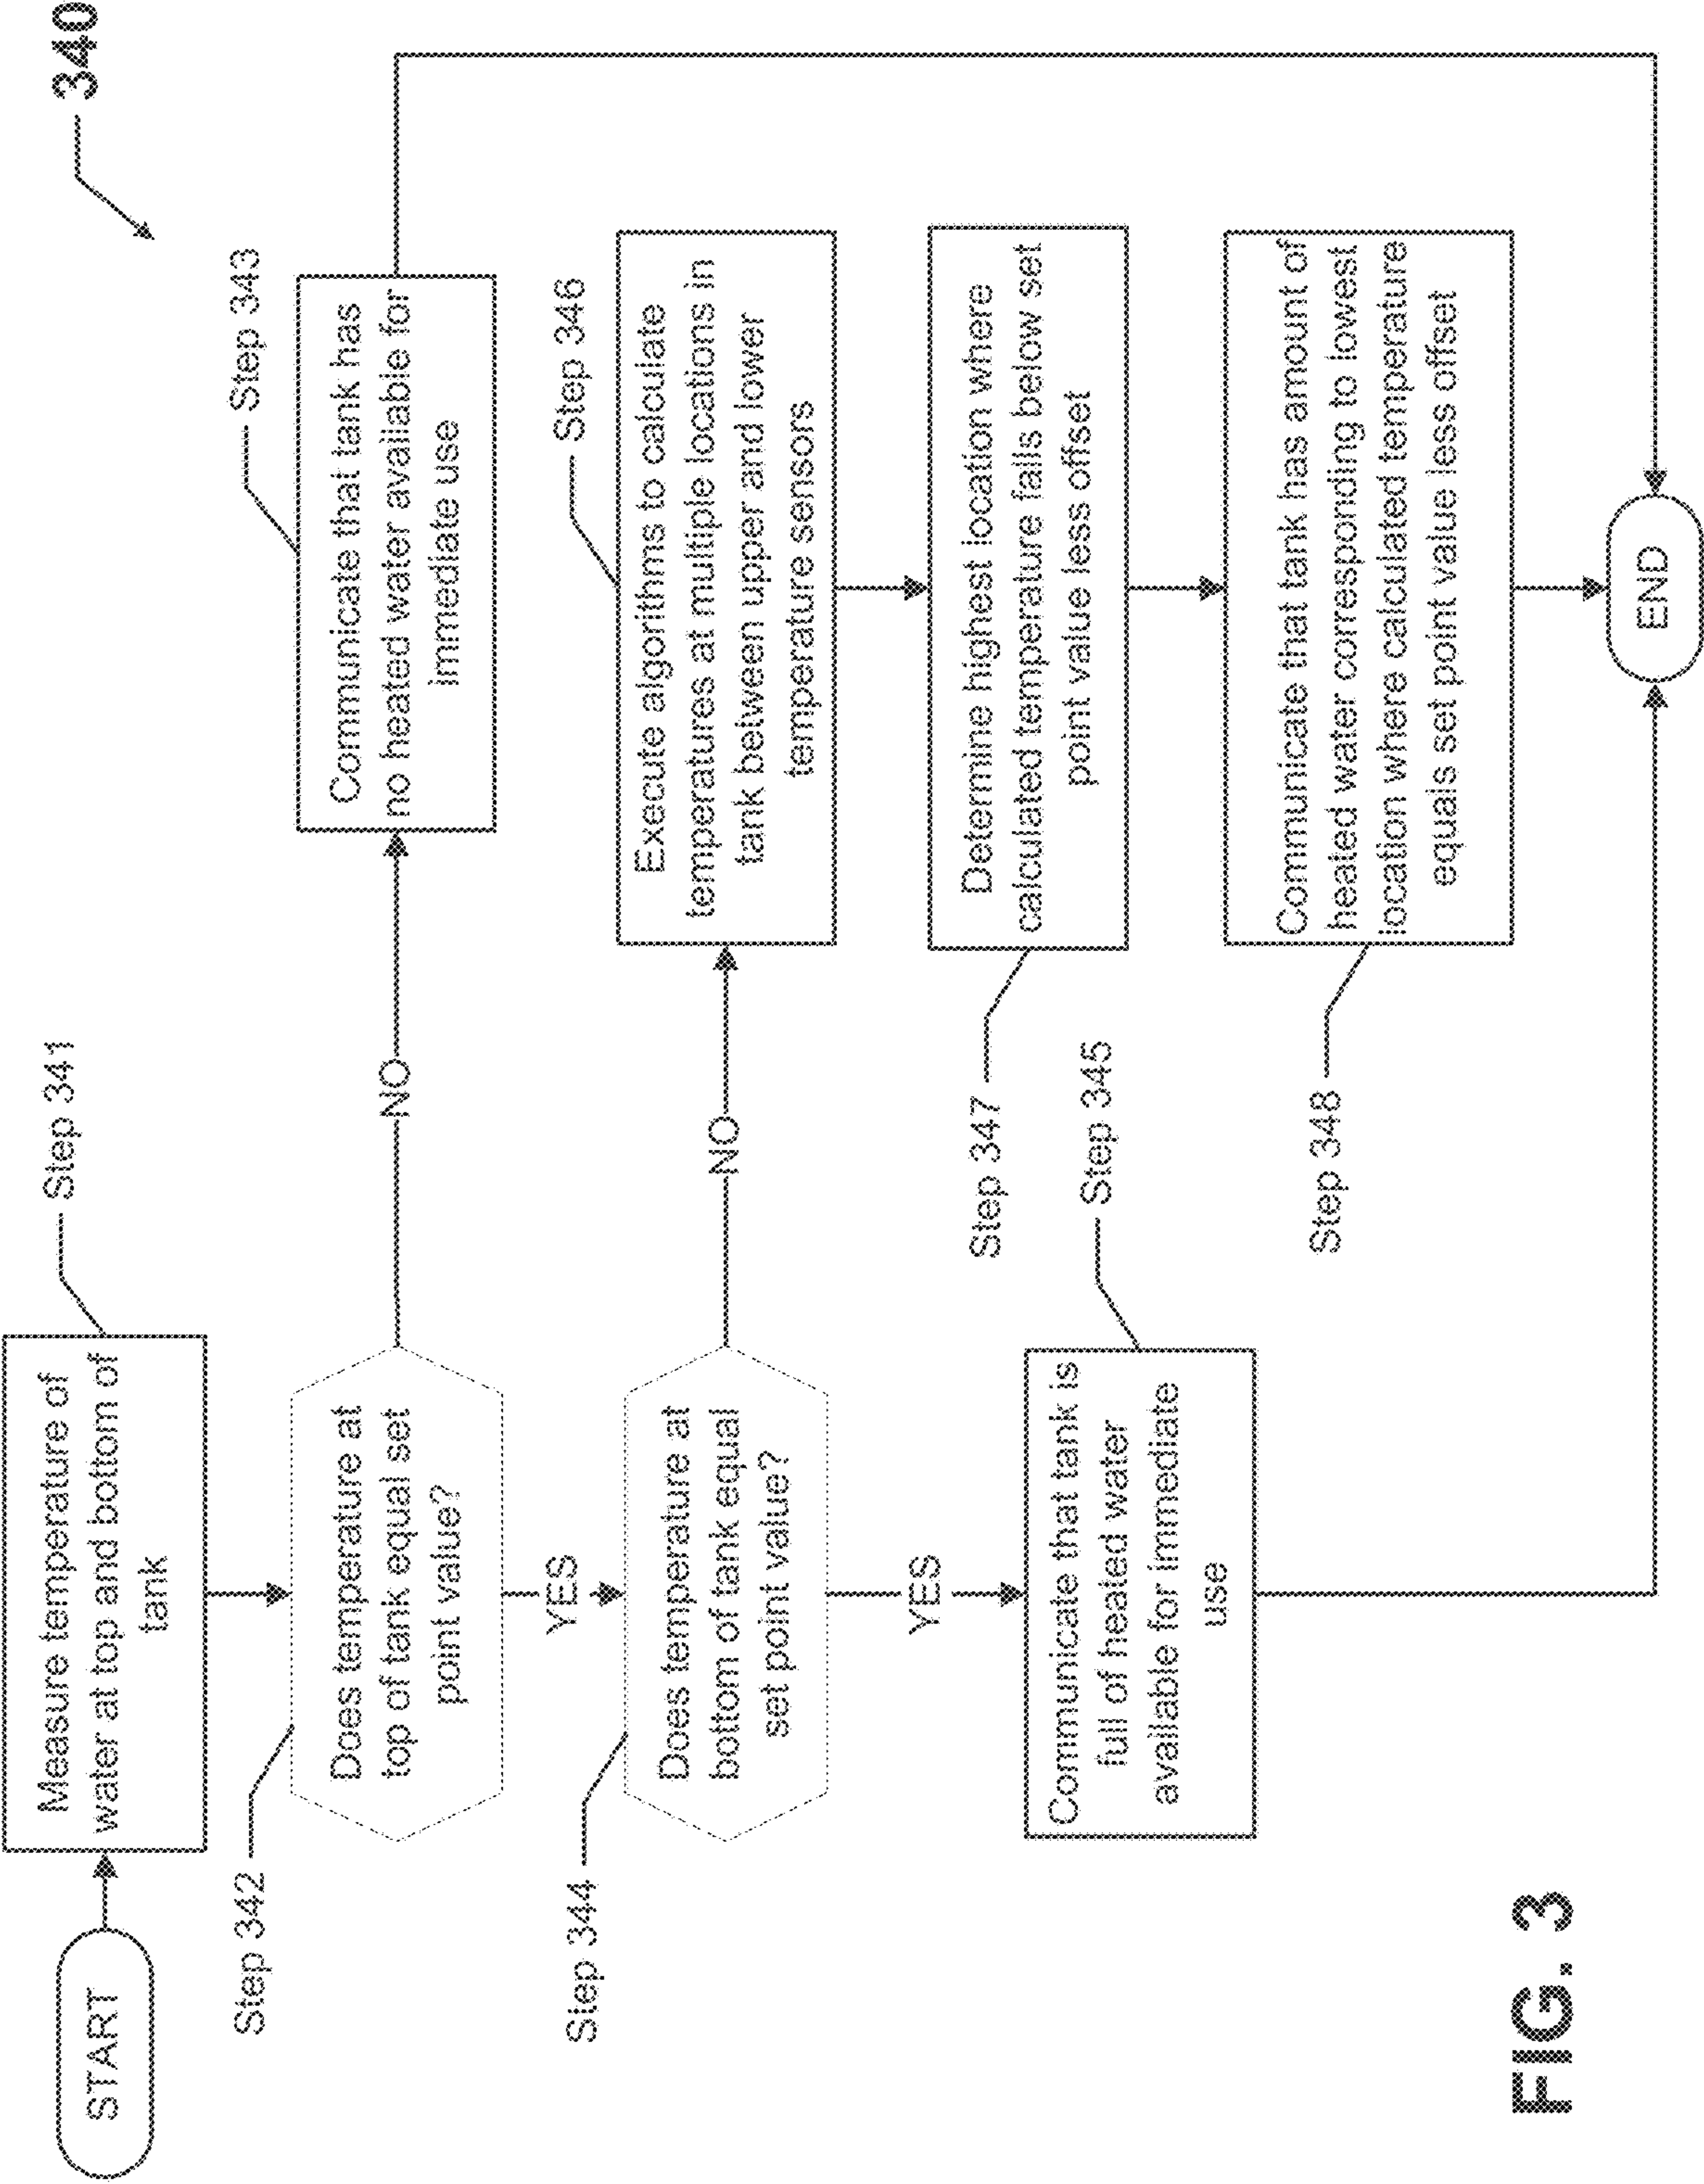 340
START
Measure temperature of
water at top and bottom of
tank
Step 341
Step 342
Does temperature at
top of tank equal set
point value?
NO
Communicate that tank has
no heated water available for
immediate use
Step 343
YES
Step 344
Does temperature at
bottom of tank equal
set point value?
NO
Execute algorithms to calculate
temperatures at multiple locations in
tank between upper and lower
temperature sensors
Step 346
YES
Step 347
Determine highest location where
calculated temperature falls below set
point value less offset
Communicate that tank is
full of heated water
available for immediate
use
Step 345
Step 348
Communicate that tank has amount of
heated water corresponding to lowest
location where calculated temperature
equals set point value less offset
END
FIG. 3